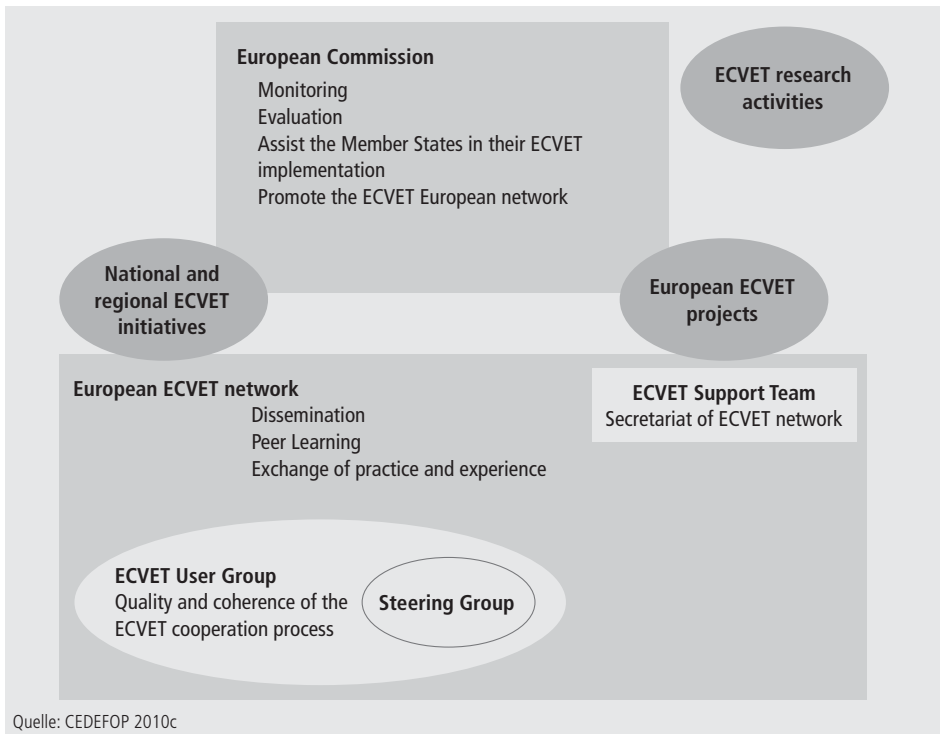 European Commission
Monitoring
Evaluation
Assist the Member States in their ECVET
implementation
Promote the ECVET European network
ECVET research
activities
National and
regional ECVET
initiatives
European ECVET
projects
European ECVET network
Dissemination
Peer Learning
Exchange of practice and experience
ECVET Support Team
Secretariat of ECVET network
ECVET User Group
Quality and coherence of the
ECVET cooperation process
Steering Group
Quelle: CEDEFOP 2010c